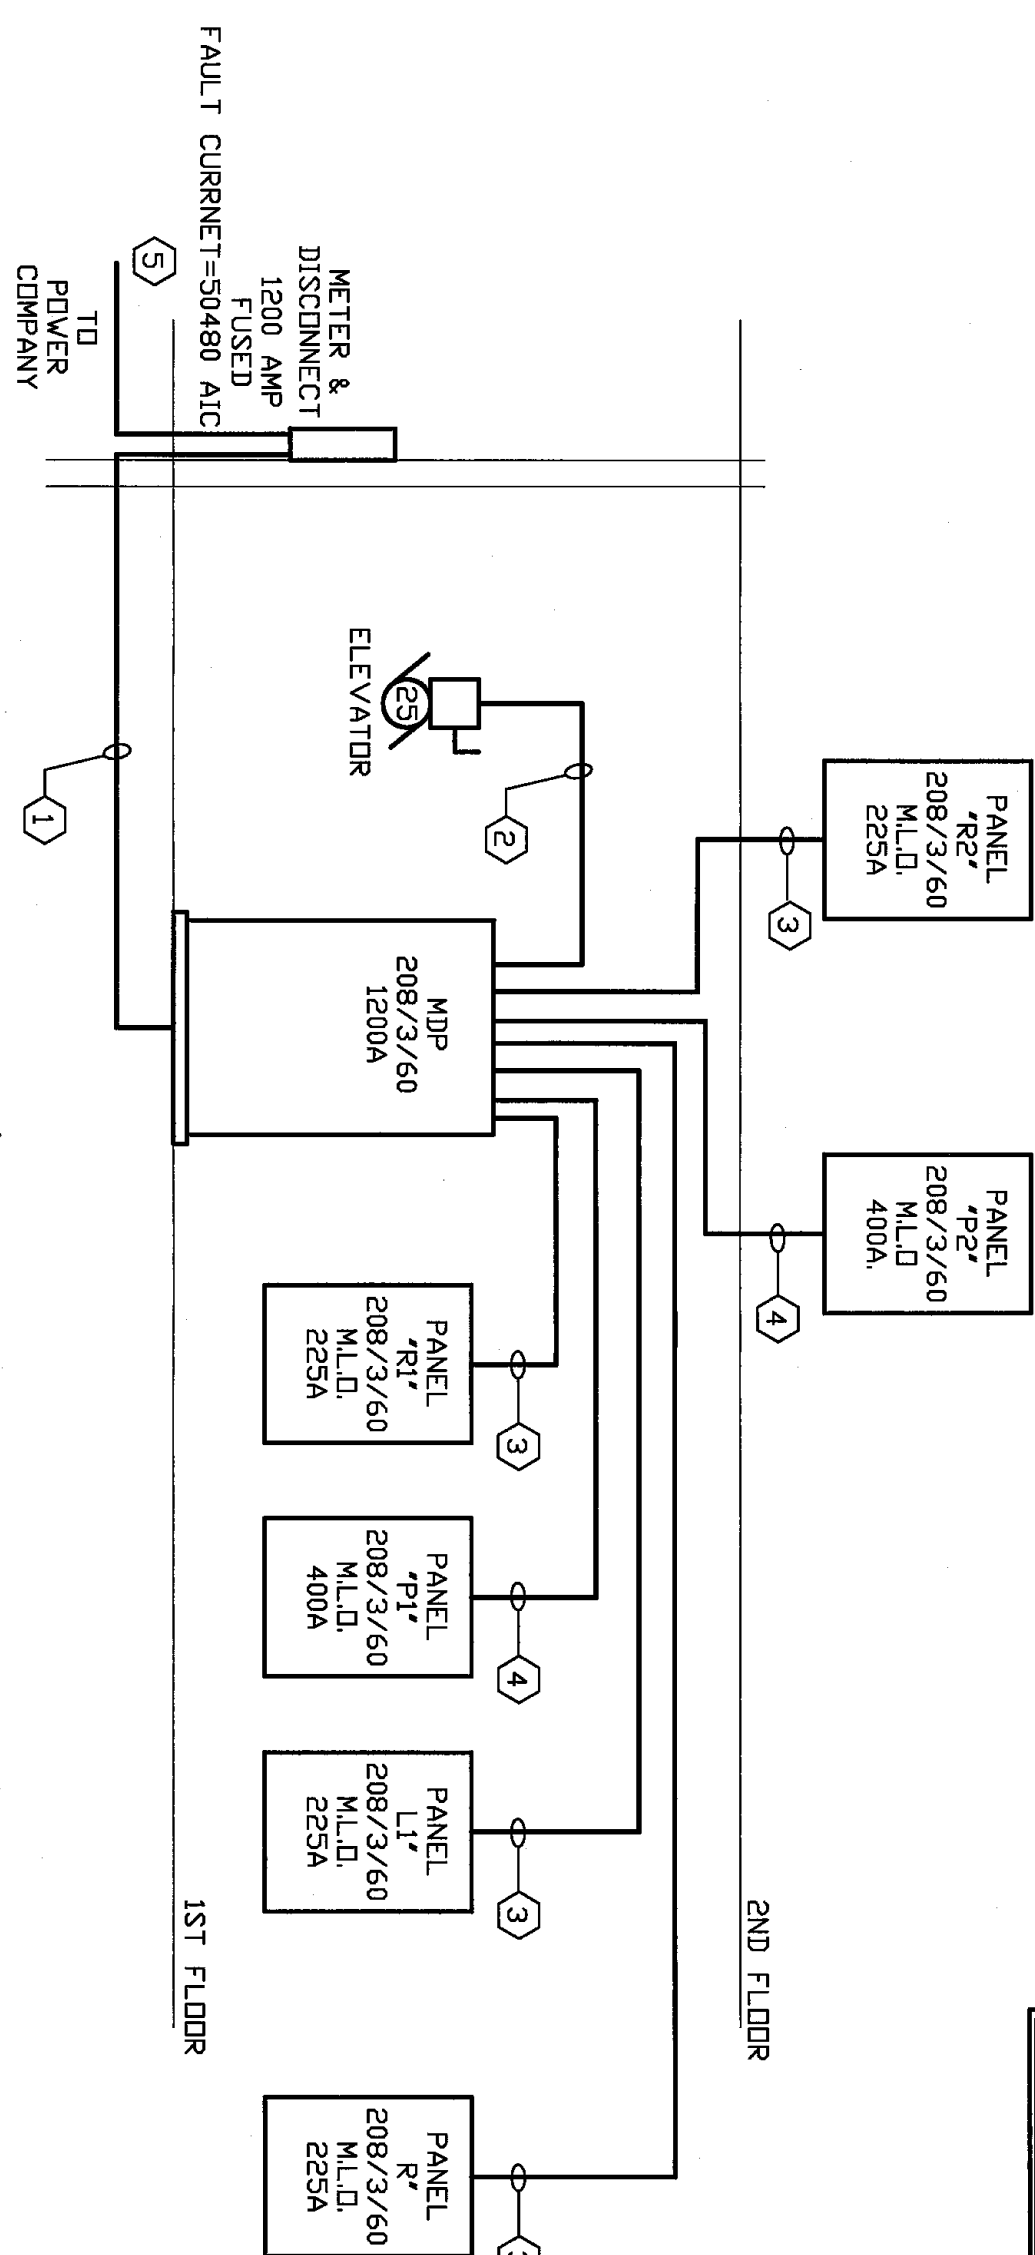 PANEL
"R2"
208/3/60
M.L.O.
225A
3
PANEL
"P2"
208/3/60
M.L.O
400A.
4
2ND FLOOR
METER &
DISCONNECT
1200 AMP
FUSED
FAULT CURRNET=50480 AIC
5
TO
POWER
COMPANY
ELEVATOR
25
2
1
MDP
208/3/60
1200A
PANEL
"R1"
208/3/60
M.L.O.
225A
3
PANEL
"P1"
208/3/60
M.L.O.
400A
4
PANEL
L1"
208/3/60
M.L.O.
225A
3
PANEL
R"
208/3/60
M.L.O.
225A
1ST FLOOR